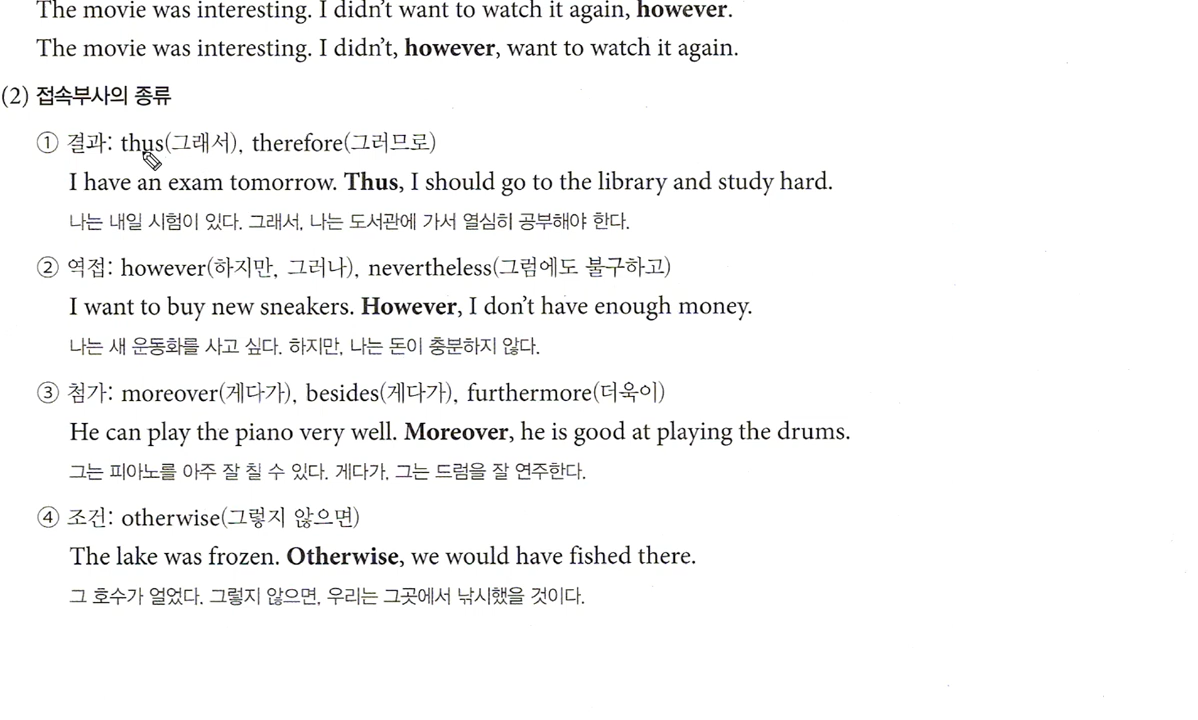 The movie was interesting. I didn't want to watch it again, however.
The movie was interesting. I didn't, however, want to watch it again.
(2) 접속부사의 종류
① 결과: thus(그래서), therefore(그러므로)
I have an exam tomorrow. Thus, I should go to the library and study hard.
나는 내일 시험이 있다. 그래서, 나는 도서관에 가서 열심히 공부해야 한다.
② 역접: however(하지만, 그러나), nevertheless(그럼에도 불구하고)
I want to buy new sneakers. However, I don't have enough money.
나는 새 운동화를 사고 싶다. 하지만, 나는 돈이 충분하지 않다.
③ 첨가: moreover(게다가), besides(게다가), furthermore(더욱이)
He can play the piano very well. Moreover, he is good at playing the drums.
그는 피아노를 아주 잘 칠 수 있다. 게다가, 그는 드럼을 잘 연주한다.
④ 조건: otherwise(그렇지 않으면)
The lake was frozen. Otherwise, we would have fished there.
그 호수가 얼었다. 그렇지 않으면, 우리는 그곳에서 낚시했을 것이다.